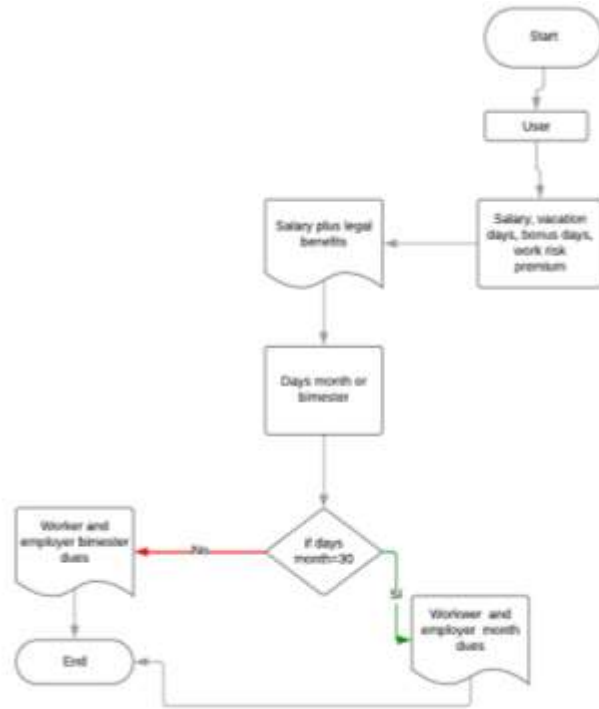 Start
User
Salary, vacation
days, bonus days,
work risk
premium
Salary plus legal
benefits
Days month or
bimester
if days
month=30
No
Si
Worker and
employer bimester
dues
Workwer and
employer month
dues
End